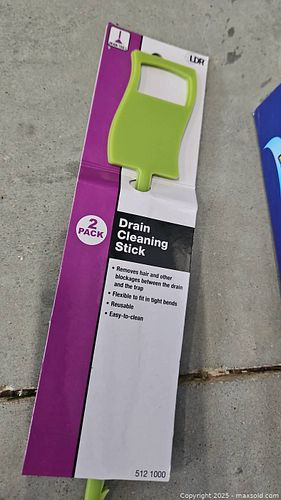 LDR
2
PACK
Drain
Cleaning
Stick
• Removes hair and other
blockages between the drain
and the trap
• Flexible to fit in tight bends
• Reusable
• Easy-to-clean
512 1000
Copyright©2025 - maxsold.com